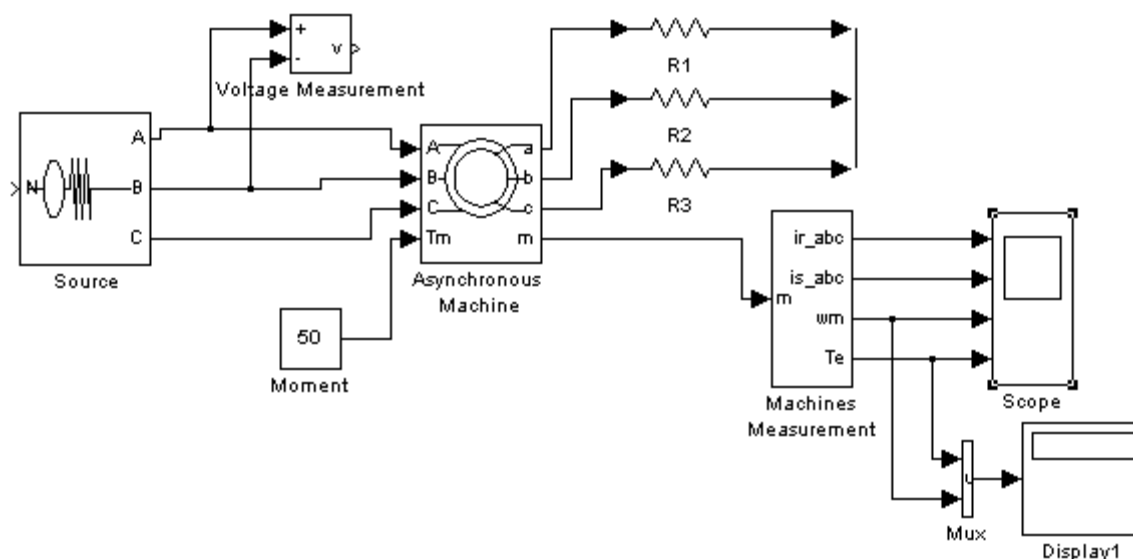 +
-
v
Voltage Measurement
R1
R2
R3
N
A
B
C
Source
A
B
C
Tm
a
b
c
m
Asynchronous
Machine
50
Moment
m
ir_abc
is_abc
wm
Te
Machines
Measurement
Scope
Mux
Display1